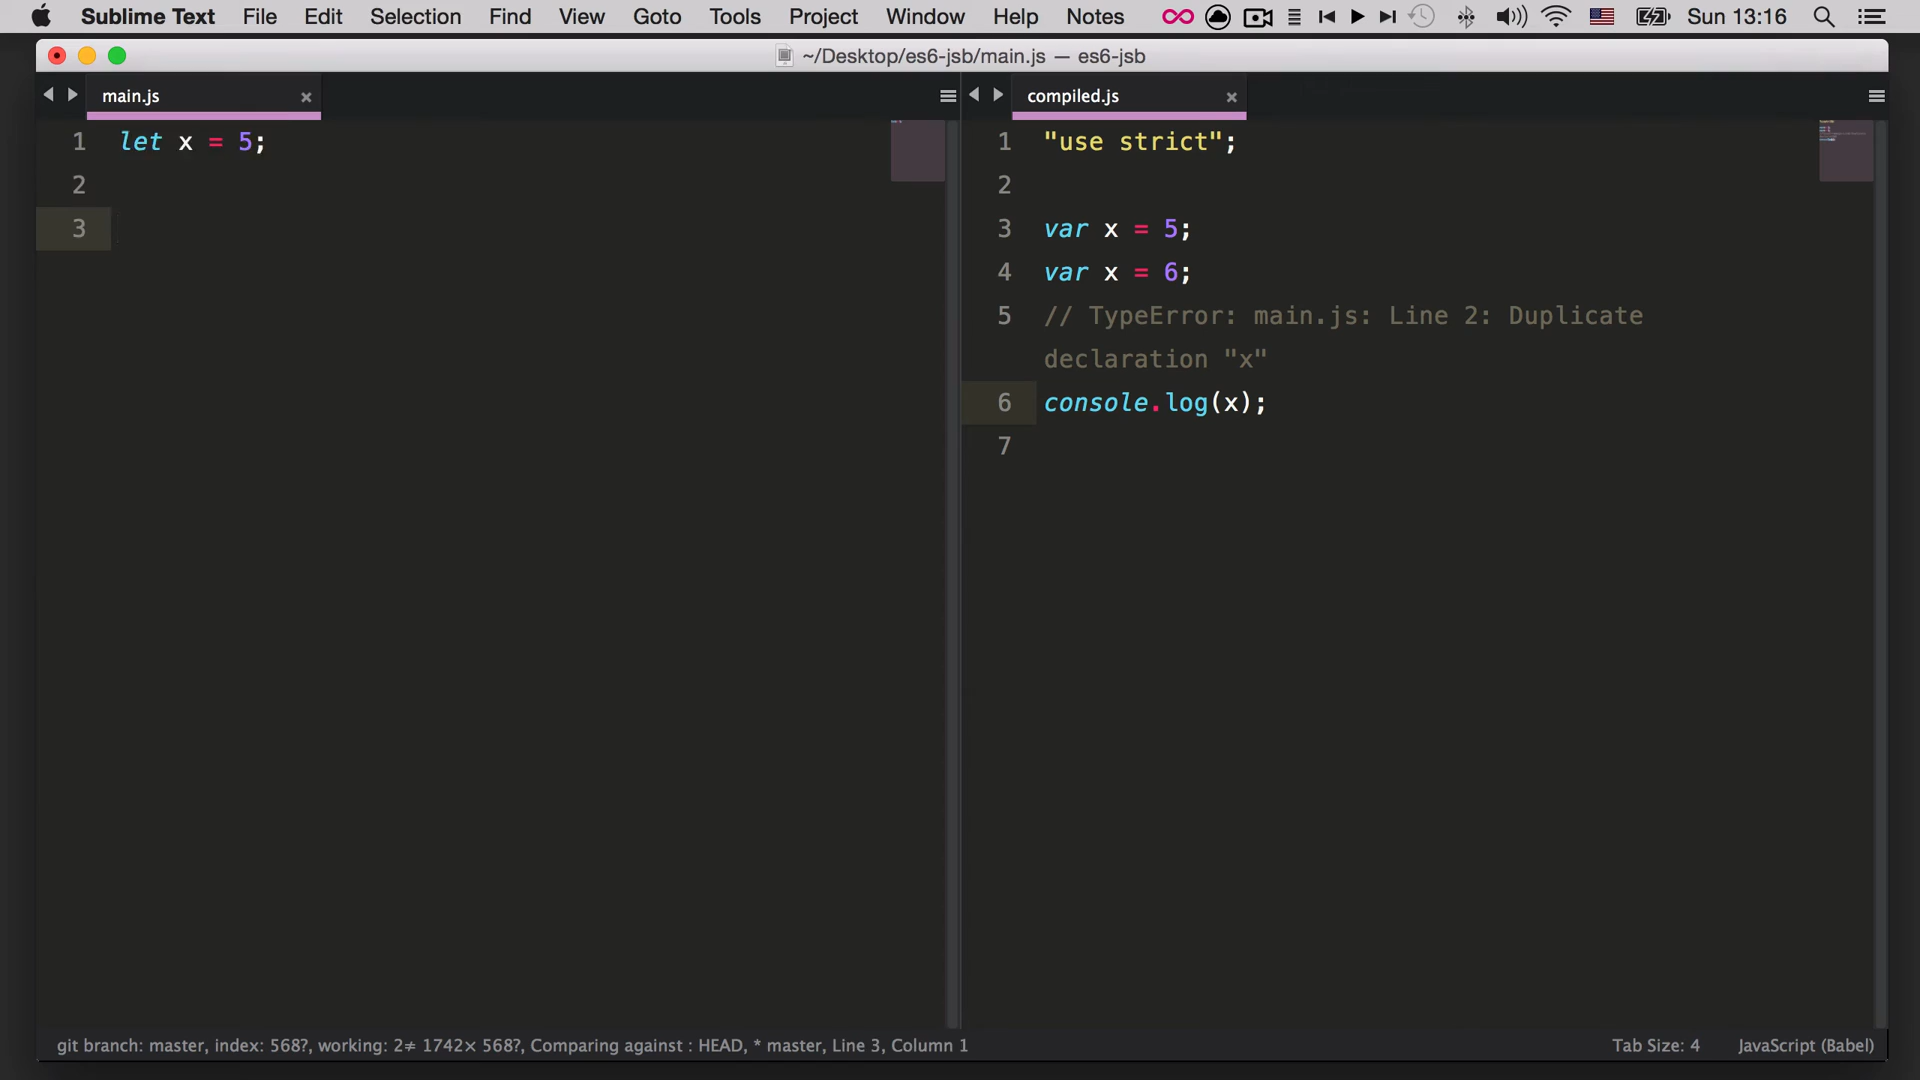 Sublime Text File Edit Selection Find View Goto Tools Project Window Help Notes Sun 13:16
~/Desktop/es6-jsb/main.js — es6-jsb
main.js
1 let x = 5;
2
3
compiled.js
1 "use strict";
2
3 var x = 5;
4 var x = 6;
5 // TypeError: main.js: Line 2: Duplicate
declaration "x"
6 console.log(x);
7
git branch: master, index: 568?, working: 2≠ 1742× 568?, Comparing against : HEAD, * master, Line 3, Column 1
Tab Size: 4 JavaScript (Babel)